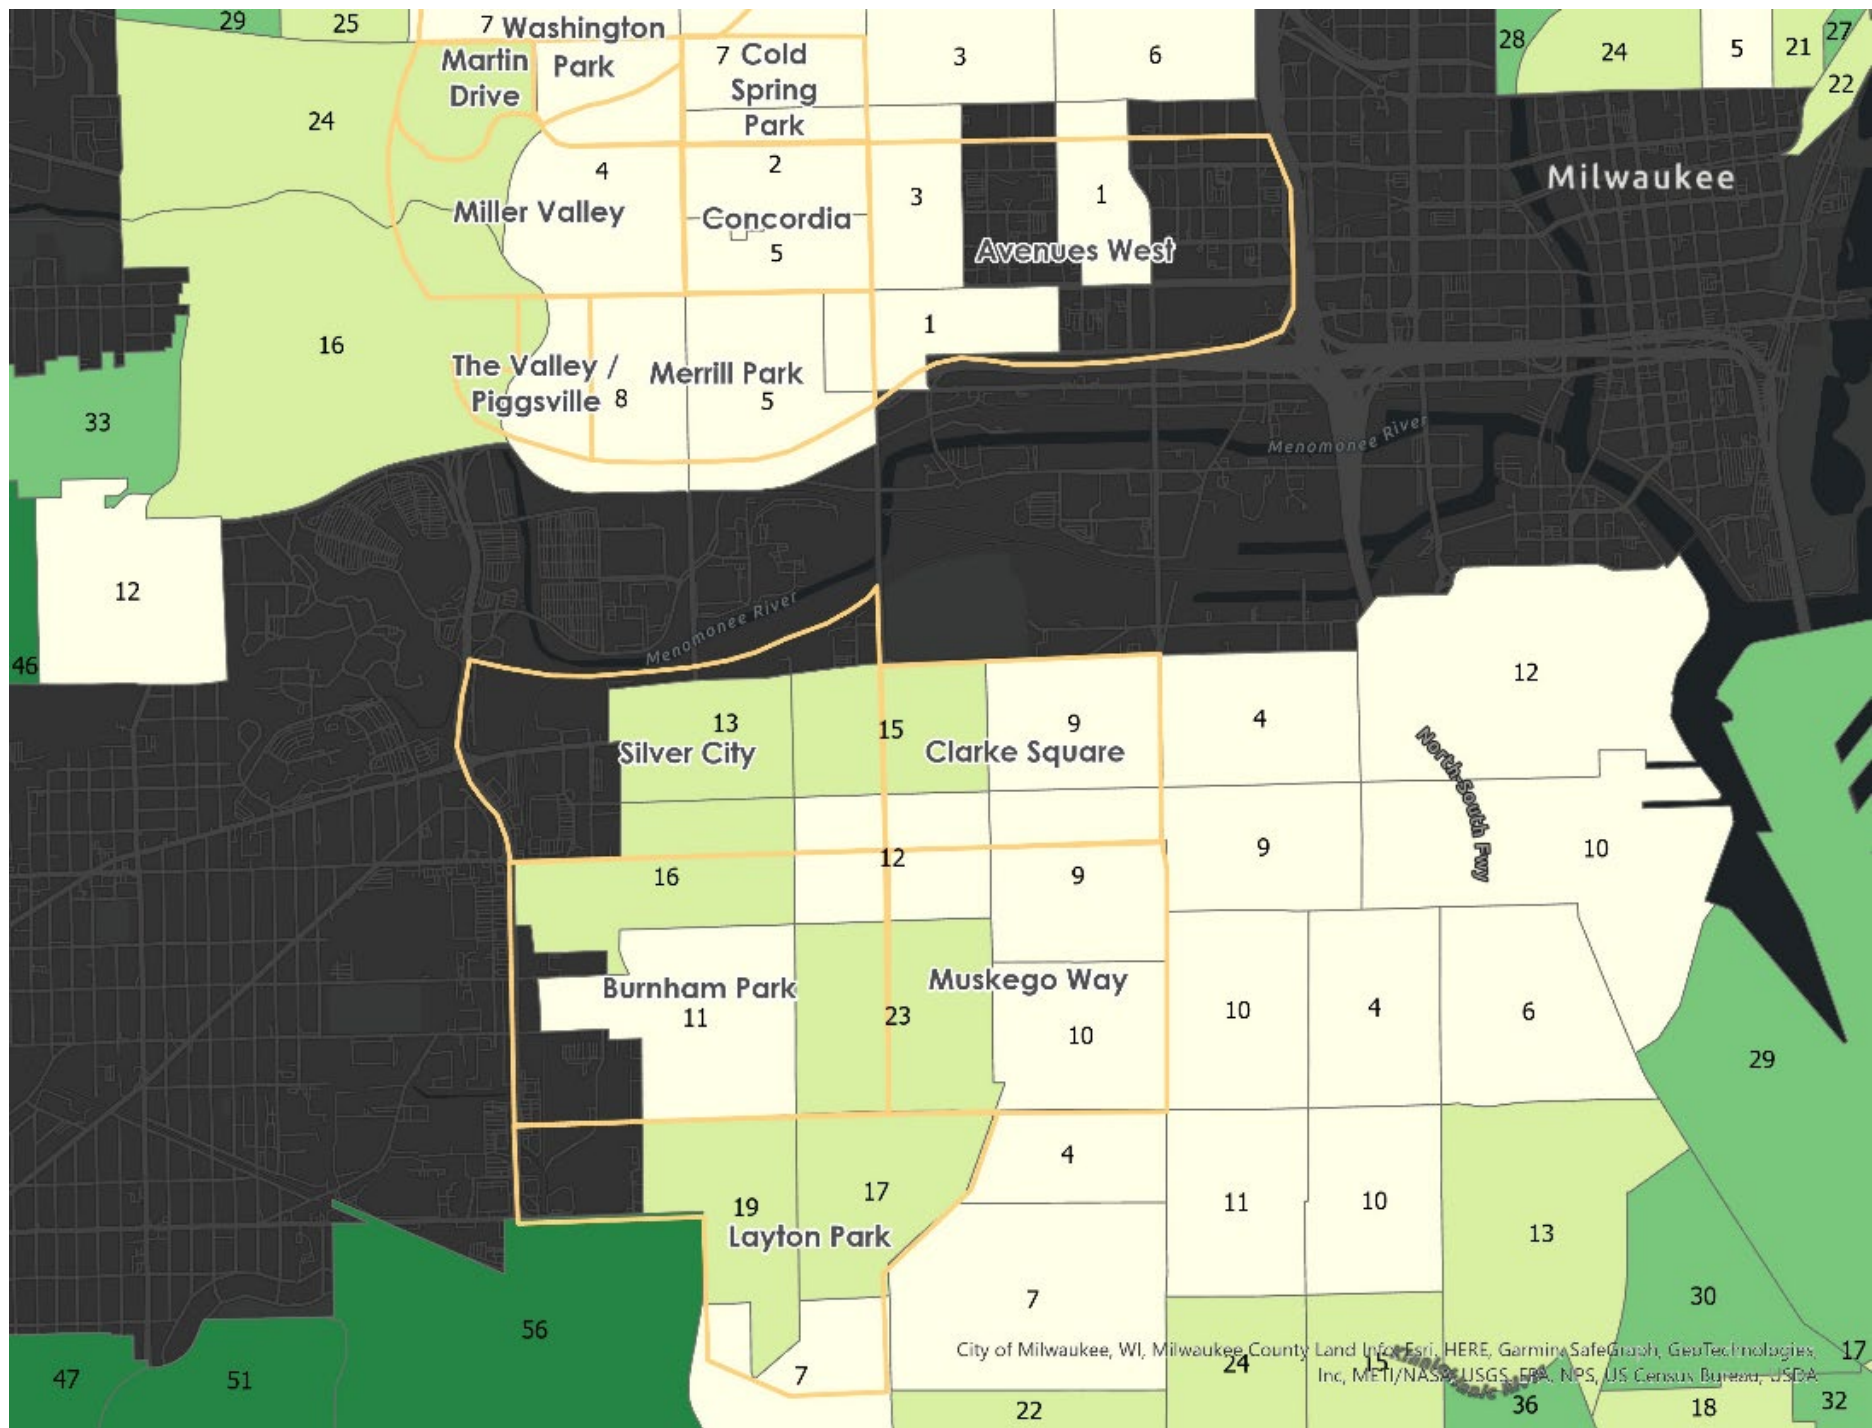 29
25
7 Washington
Park
Martin
Drive
7 Cold
Spring
Park
3
6
28
24
5
21
27
22
24
4
2
Miller Valley
Concordia
5
3
1
Avenues West
Milwaukee
16
1
The Valley /
Piggsville
8
Merrill Park
5
33
Menomonee River
12
46
Menomonee River
12
13
Silver City
15
9
Clarke Square
4
North-South Fwy
16
12
9
9
10
Burnham Park
11
23
Muskego Way
10
10
4
6
29
19
17
Layton Park
4
11
10
13
56
7
30
47
51
7
24
15
17
22
36
18
32
City of Milwaukee, WI, Milwaukee County Land Info, Esri, HERE, Garmin, SafeGraph, GeoTechnologies,
Inc, METI/NASA, USGS, EPA, NPS, US Census Bureau, USDA